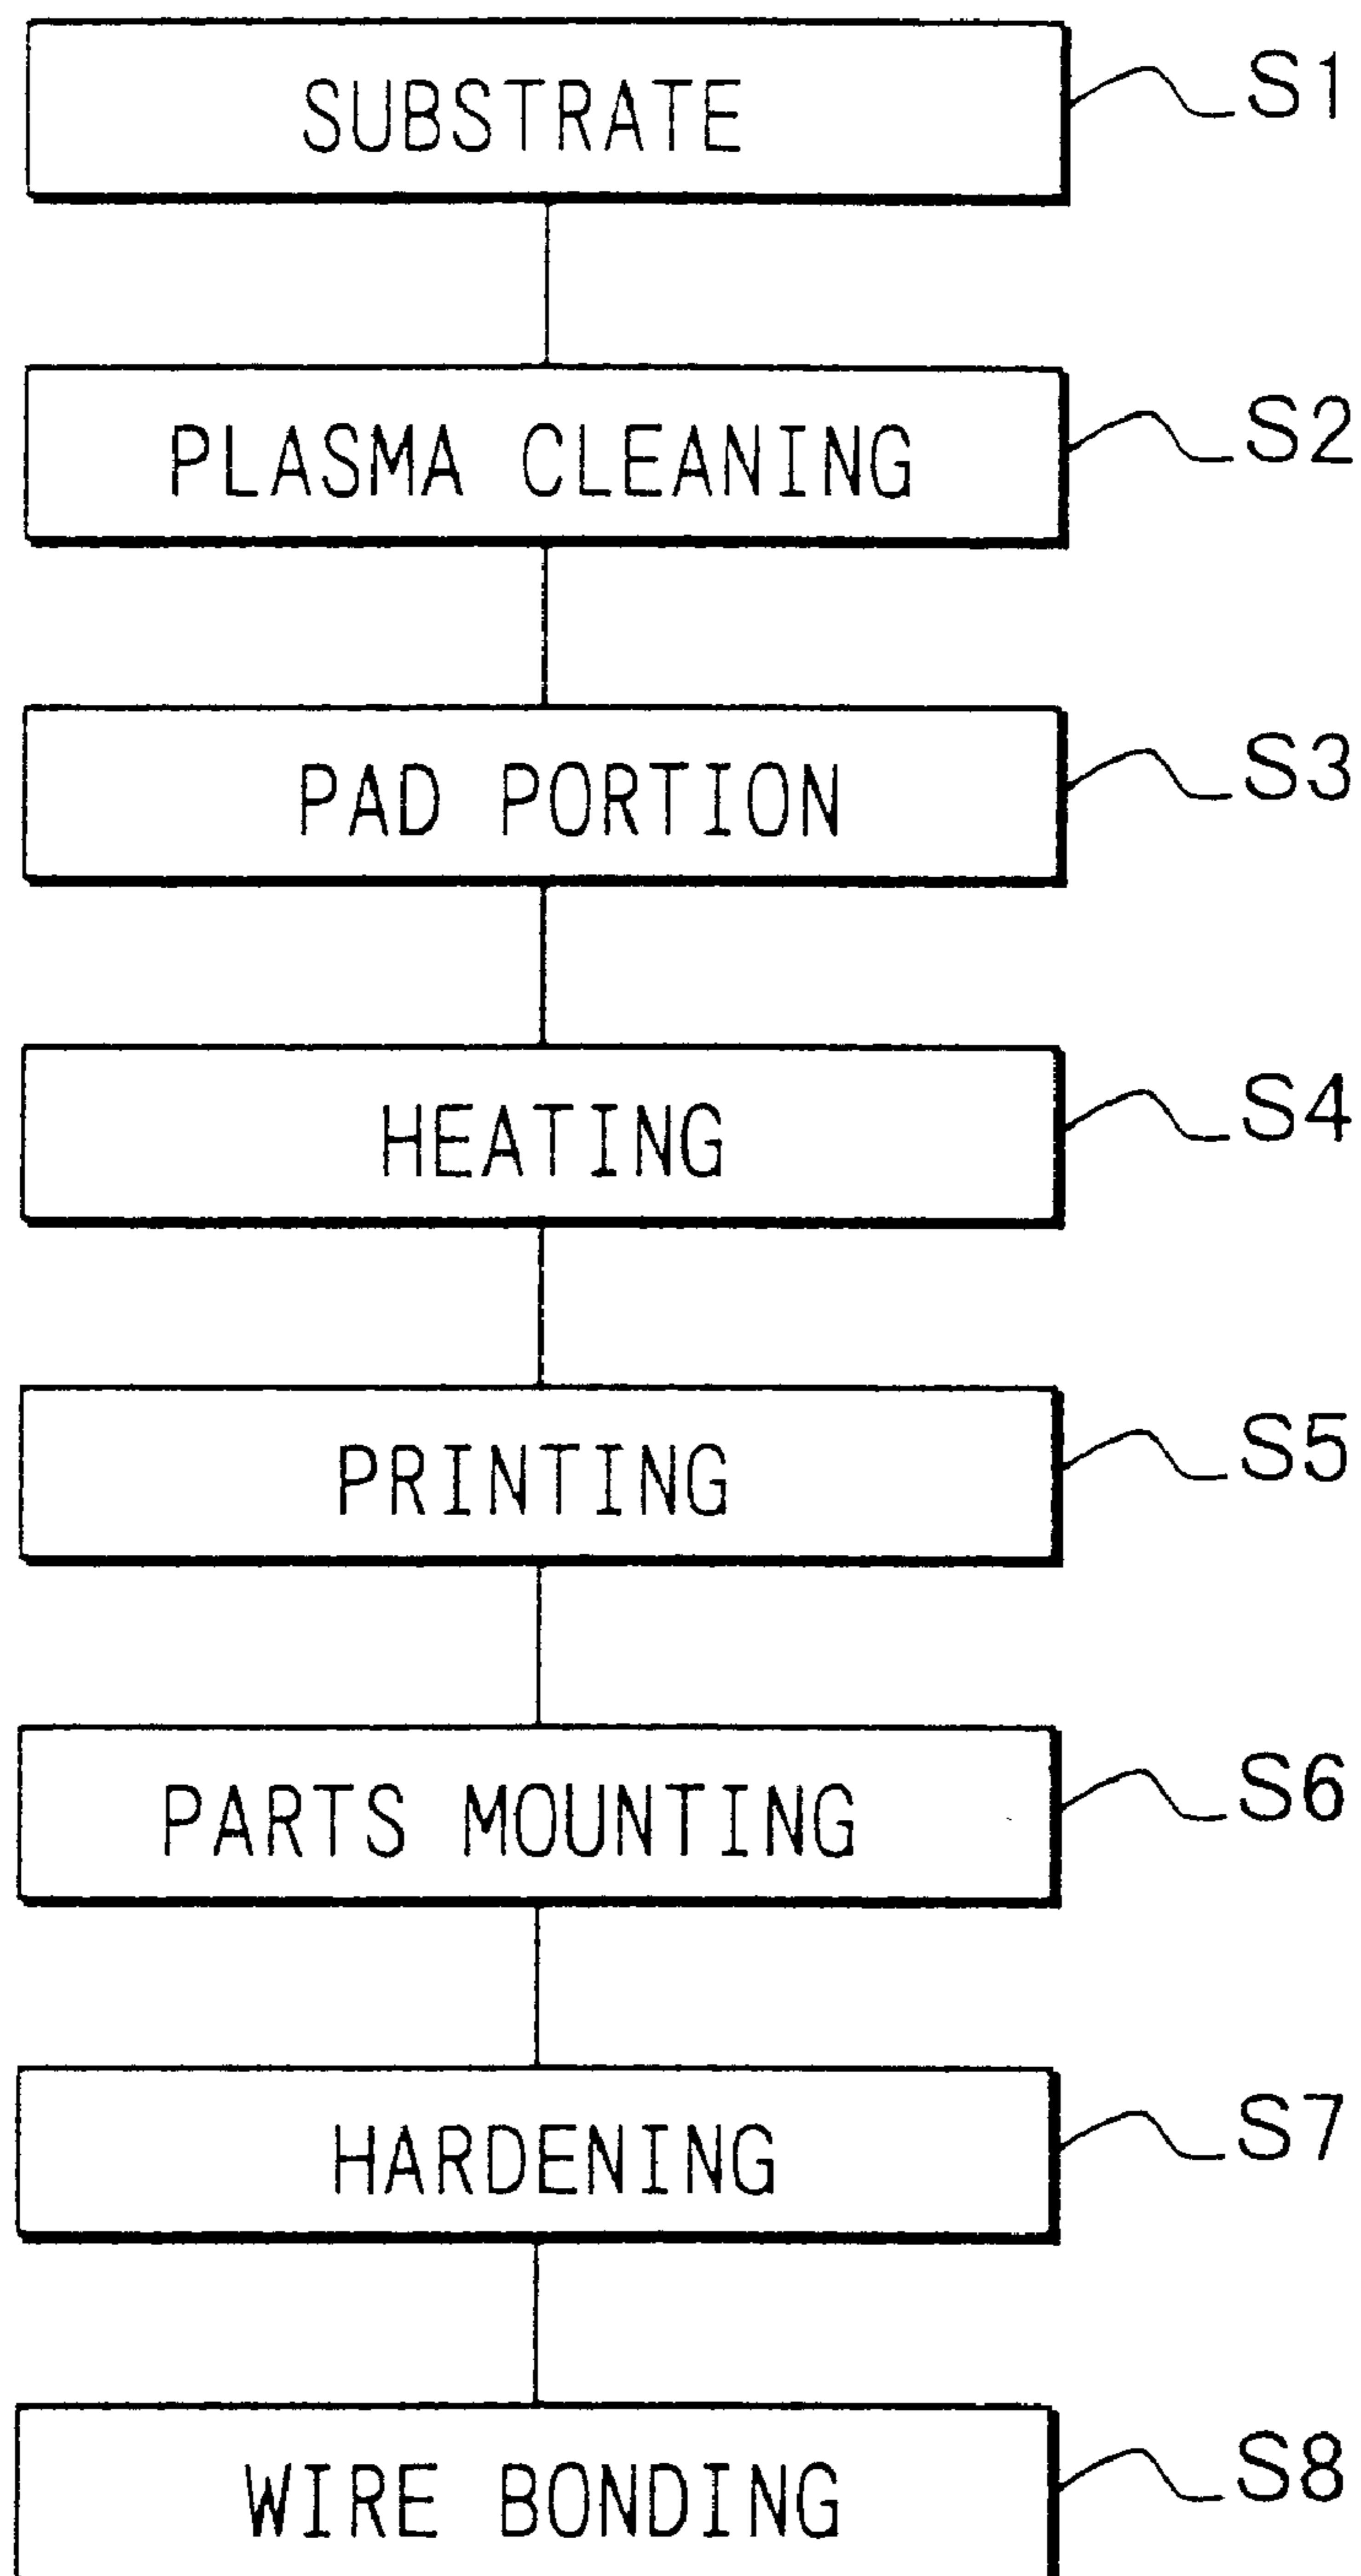 SUBSTRATE S1
PLASMA CLEANING S2
PAD PORTION S3
HEATING S4
PRINTING S5
PARTS MOUNTING S6
HARDENING S7
WIRE BONDING S8